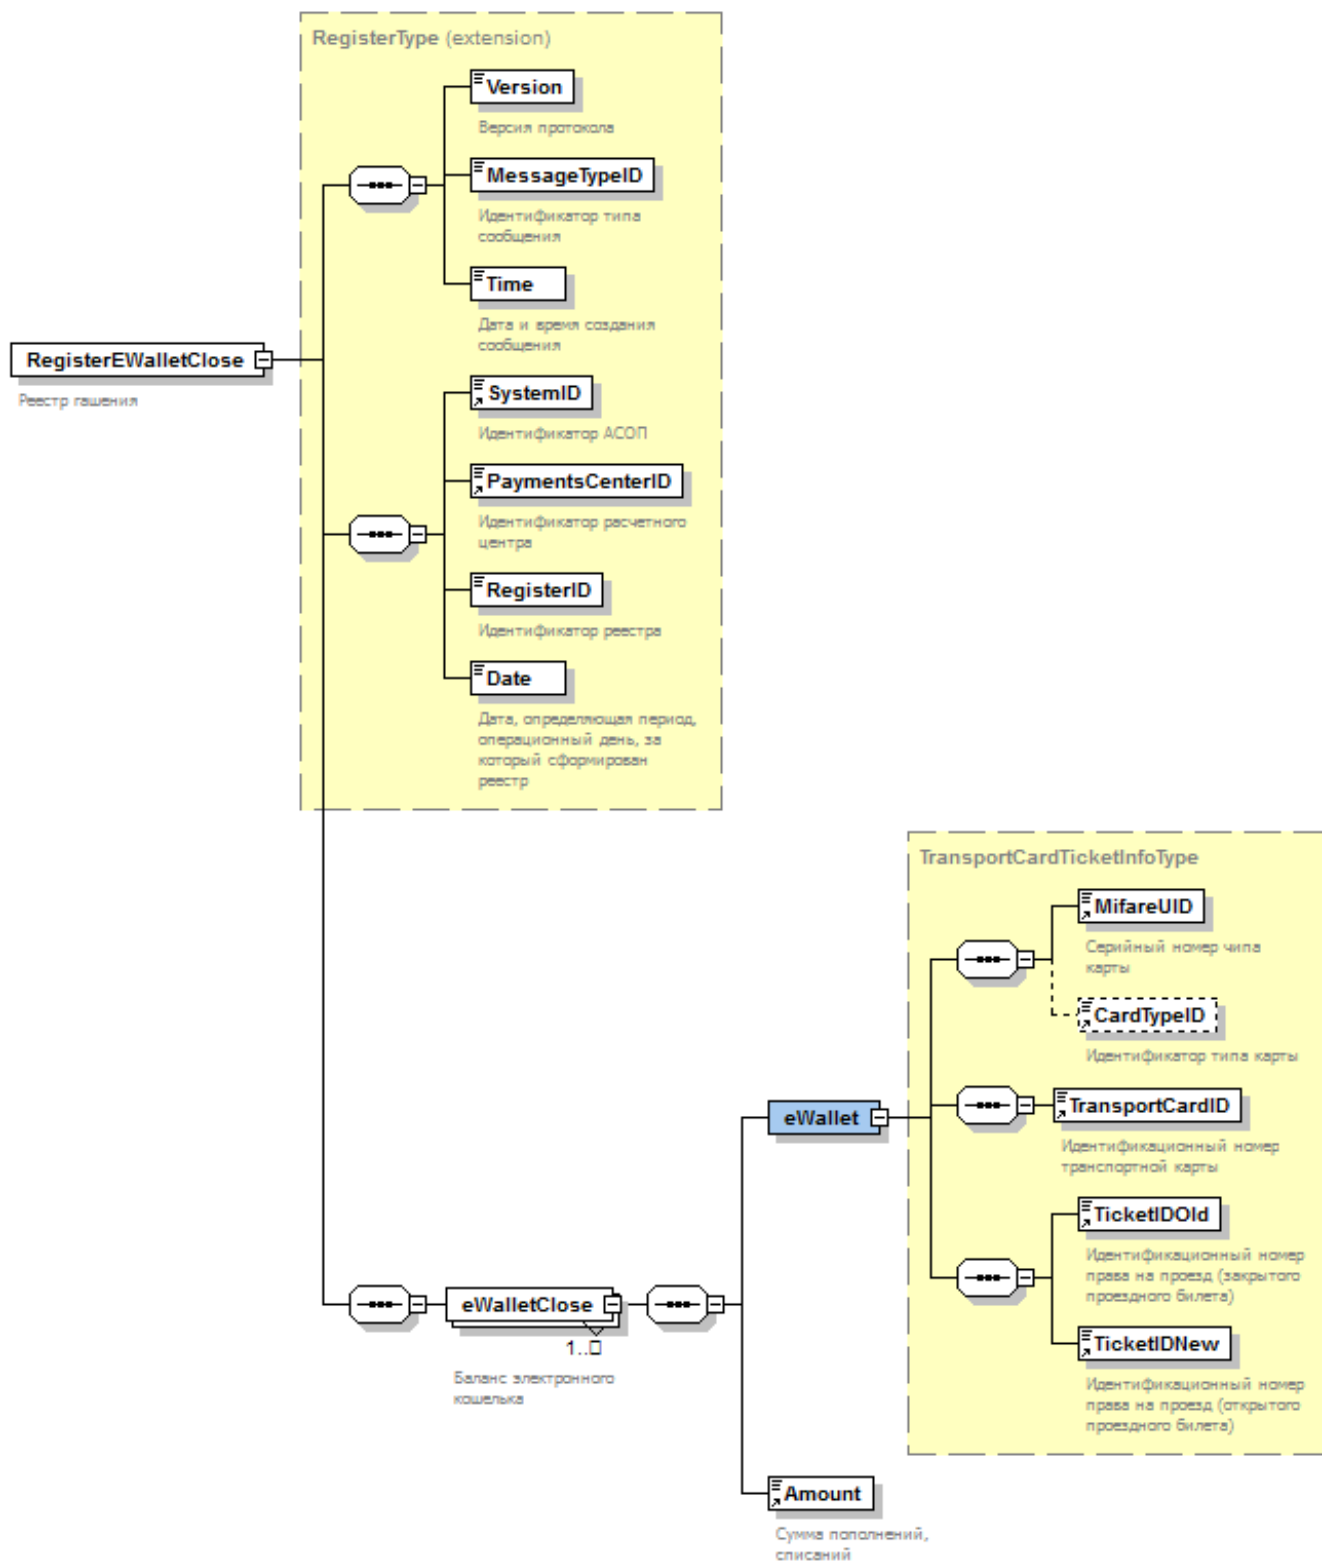 RegisterType (extension)
Version
Версия протокола
MessageTypeID
Идентификатор типа
сообщения
Time
Дата и время создания
сообщения
RegisterEWalletClose
Реестр гашения
SystemID
Идентификатор АСОП
PaymentsCenterID
Идентификатор расчетного
центра
RegisterID
Идентификатор реестра
Date
Дата, определяющая период,
операционный день, за
который сформирован
реестр
TransportCardTicketInfoType
MifareUID
Серийный номер чипа
карты
CardTypeID
Идентификатор типа карты
eWallet
TransportCardID
Идентификационный номер
транспортной карты
TicketIDOld
Идентификационный номер
права на проезд (закрытого
проездного билета)
eWalletClose
1..□
Баланс электронного
кошелька
TicketIDNew
Идентификационный номер
права на проезд (открытого
проездного билета)
Amount
Сумма пополнений,
списаний